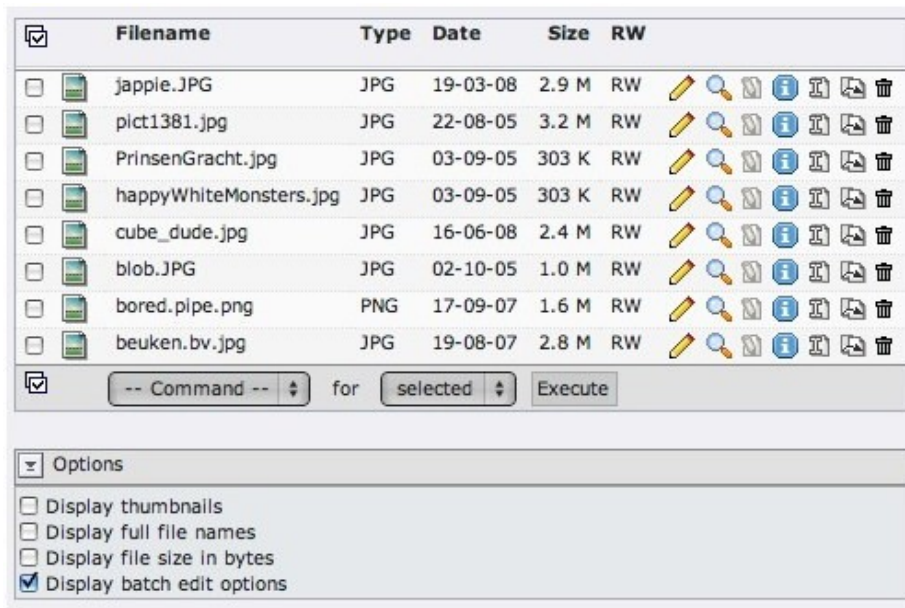 Filename Type Date Size RW
jappie.JPG JPG 19-03-08 2.9 M RW
pict1381.jpg JPG 22-08-05 3.2 M RW
PrinsenGracht.jpg JPG 03-09-05 303 K RW
happyWhiteMonsters.jpg JPG 03-09-05 303 K RW
cube_dude.jpg JPG 16-06-08 2.4 M RW
blob.JPG JPG 02-10-05 1.0 M RW
bored.pipe.png PNG 17-09-07 1.6 M RW
beuken.bv.jpg JPG 19-08-07 2.8 M RW
-- Command -- for selected Execute
Options
Display thumbnails
Display full file names
Display file size in bytes
Display batch edit options